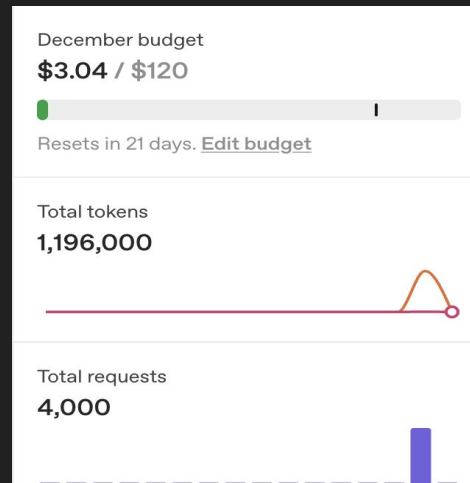 December budget
$3.04 / $120
Resets in 21 days. Edit budget
Total tokens
1,196,000
Total requests
4,000